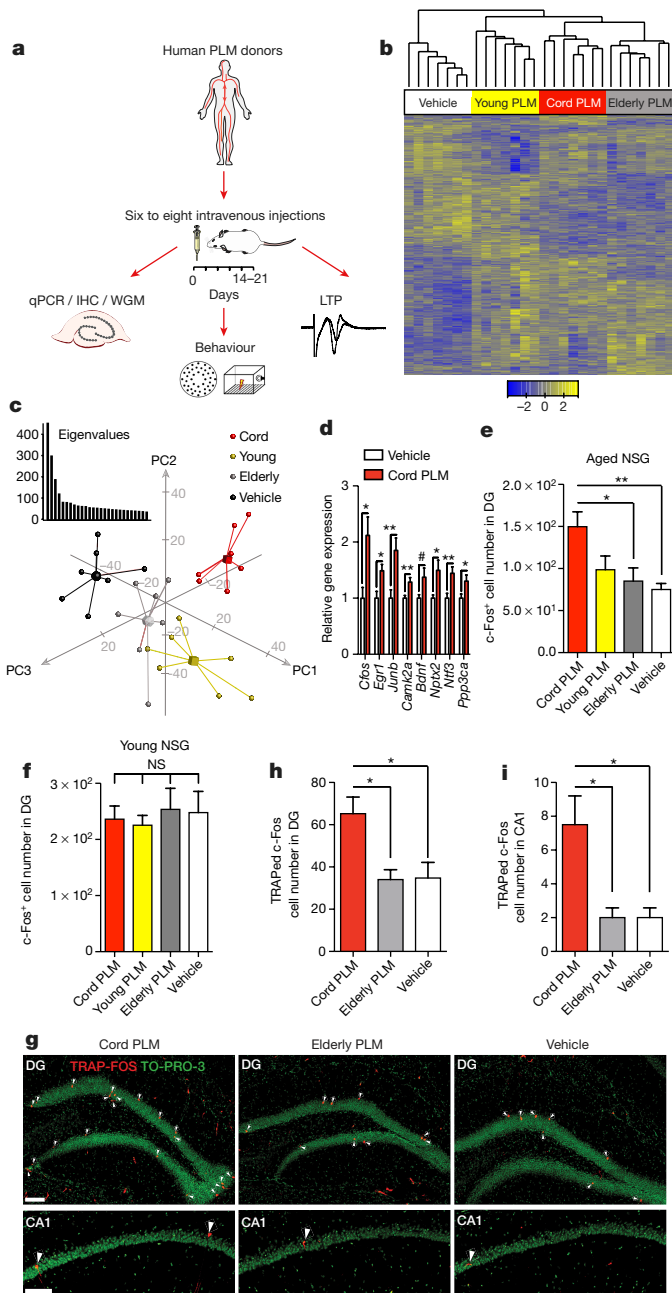 a
Human PLM donors
Six to eight intravenous injections
0 14–21
Days
qPCR / IHC / WGM
LTP
Behaviour
b
Vehicle Young PLM Cord PLM Elderly PLM
−2 0 2
c
Eigenvalues
400
300
200
100
0
Cord
Young
Elderly
Vehicle
PC2
40
20
−40
−20
−20
20
20
−20
40
−40
PC3
PC1
d
Vehicle
Cord PLM
Relative gene expression
3
2
1
0
* * ** ** # * ** *
Cfos Egr1 Junb Camk2a Bdnf Nptx2 Ntf3 Ppp3ca
e
Aged NSG
**
*
c-Fos+ cell number in DG
2.0 × 10²
1.5 × 10²
1.0 × 10²
5.0 × 10¹
0
Cord PLM Young PLM Elderly PLM Vehicle
f
Young NSG
NS
c-Fos+ cell number in DG
3 × 10²
2 × 10²
1 × 10²
0
Cord PLM Young PLM Elderly PLM Vehicle
h
*
*
TRAPed c-Fos
cell number in DG
80
60
40
20
0
Cord PLM Elderly PLM Vehicle
i
*
*
TRAPed c-Fos
cell number in CA1
10
8
6
4
2
0
Cord PLM Elderly PLM Vehicle
g
Cord PLM Elderly PLM Vehicle
DG TRAP-FOS TO-PRO-3 DG DG
CA1 CA1 CA1